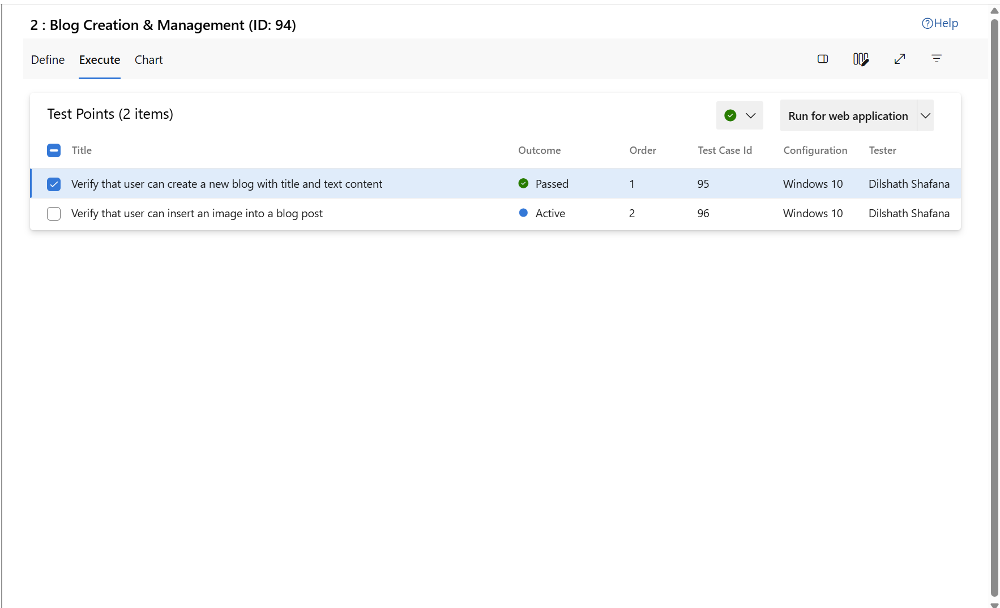 2 : Blog Creation & Management (ID: 94)
Help
Define Execute Chart
Test Points (2 items)
Run for web application
Title Outcome Order Test Case Id Configuration Tester
Verify that user can create a new blog with title and text content Passed 1 95 Windows 10 Dilshath Shafana
Verify that user can insert an image into a blog post Active 2 96 Windows 10 Dilshath Shafana